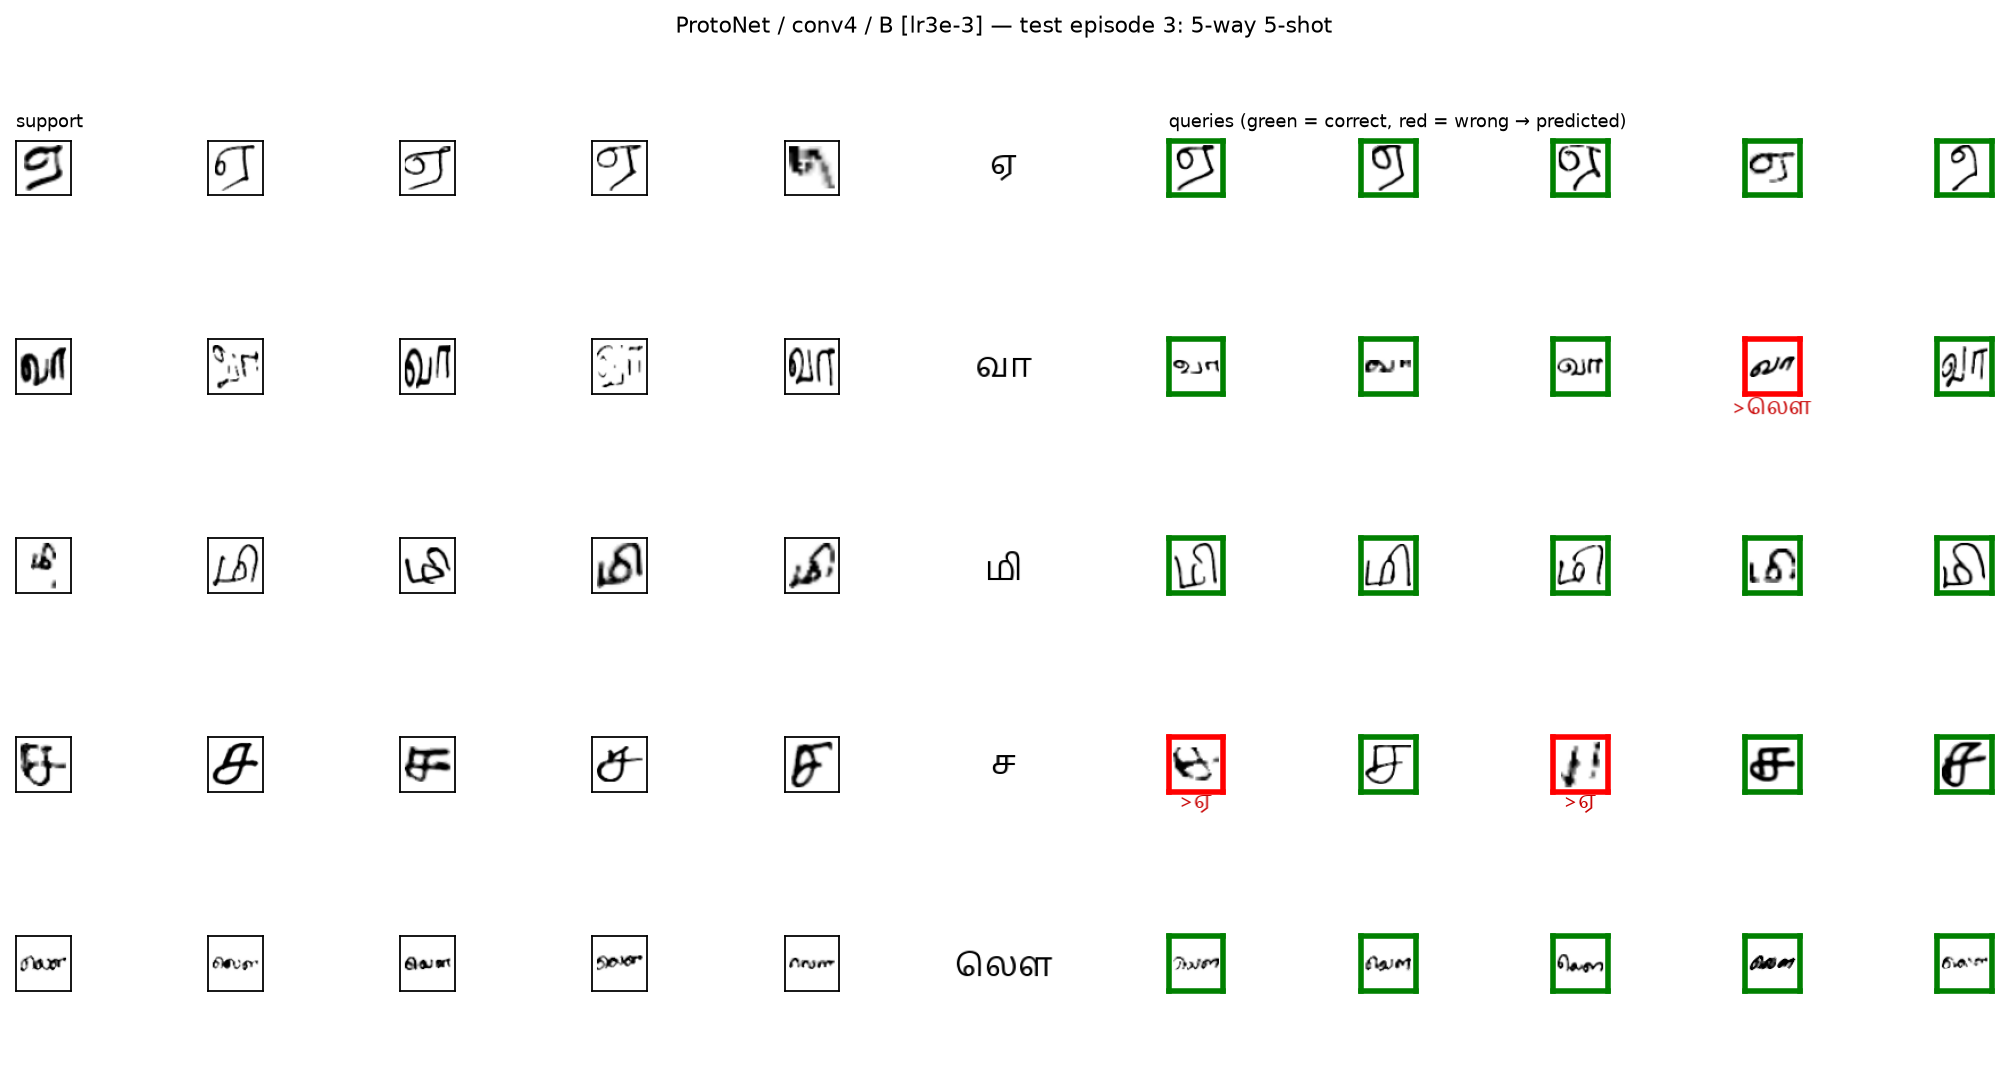 ProtoNet / conv4 / B [lr3e-3] — test episode 3: 5-way 5-shot
support queries (green = correct, red = wrong → predicted)
ஏ ஏ ஏ ஏ ஏ ஏ ஏ ஏ ஏ ஏ
வா வா வா வா வா வா வா வா வா வா வா
>லௌ
மி மி மி மி மி மி மி மி மி மி மி
ச ச ச ச ச ச ச ச ச
>ஏ >ஏ
லௌ லௌ லௌ லௌ லௌ லௌ லௌ லௌ லௌ லௌ லௌ